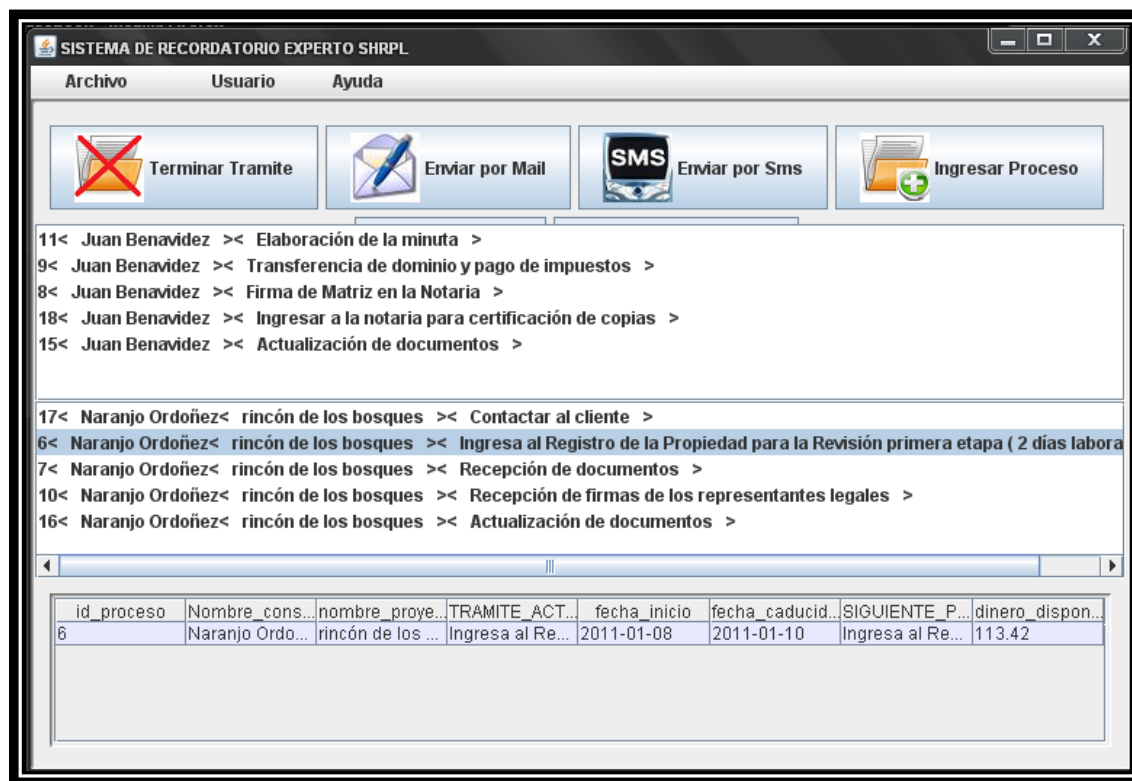 SISTEMA DE RECORDATORIO EXPERTO SHRPL
Archivo Usuario Ayuda
Terminar Tramite
Enviar por Mail
SMS Enviar por Sms
Ingresar Proceso
11< Juan Benavidez >< Elaboración de la minuta >
9< Juan Benavidez >< Transferencia de dominio y pago de impuestos >
8< Juan Benavidez >< Firma de Matriz en la Notaria >
18< Juan Benavidez >< Ingresar a la notaria para certificación de copias >
15< Juan Benavidez >< Actualización de documentos >
17< Naranjo Ordoñez< rincón de los bosques >< Contactar al cliente >
6< Naranjo Ordoñez< rincón de los bosques >< Ingresa al Registro de la Propiedad para la Revisión primera etapa ( 2 días labora
7< Naranjo Ordoñez< rincón de los bosques >< Recepción de documentos >
10< Naranjo Ordoñez< rincón de los bosques >< Recepción de firmas de los representantes legales >
16< Naranjo Ordoñez< rincón de los bosques >< Actualización de documentos >
id_proceso Nombre_cons... nombre_proye... TRAMITE_ACT... fecha_inicio fecha_caducid... SIGUIENTE_P... dinero_dispon...
6 Naranjo Ordo... rincón de los ... Ingresa al Re... 2011-01-08 2011-01-10 Ingresa al Re... 113.42